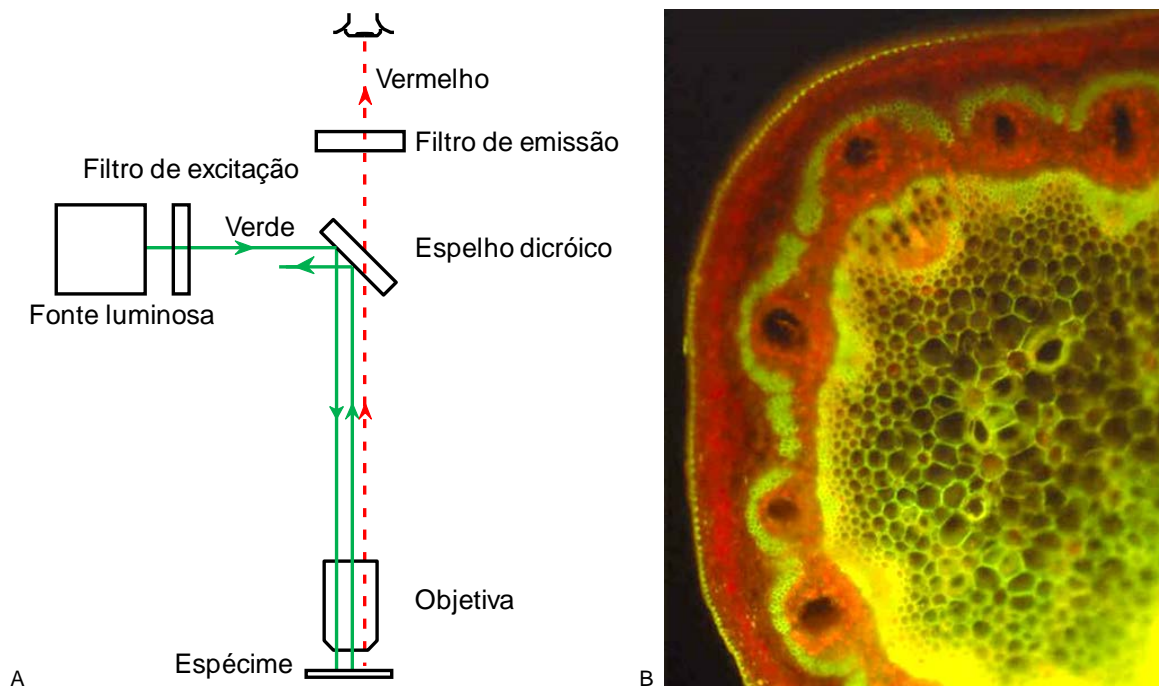 Vermelho
Filtro de emissão
Filtro de excitação
Verde
Espelho dicróico
Fonte luminosa
Objetiva
Espécime
A
B